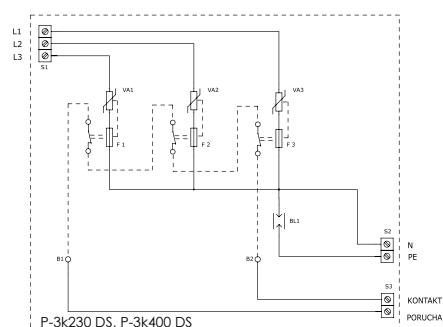 L1
L2
L3
S1
VA1
VA2
VA3
F 1
F 2
F 3
BL1
S2
N
PE
B1
B2
S3
KONTAKT
PORUCHA
P-3k230 DS, P-3k400 DS